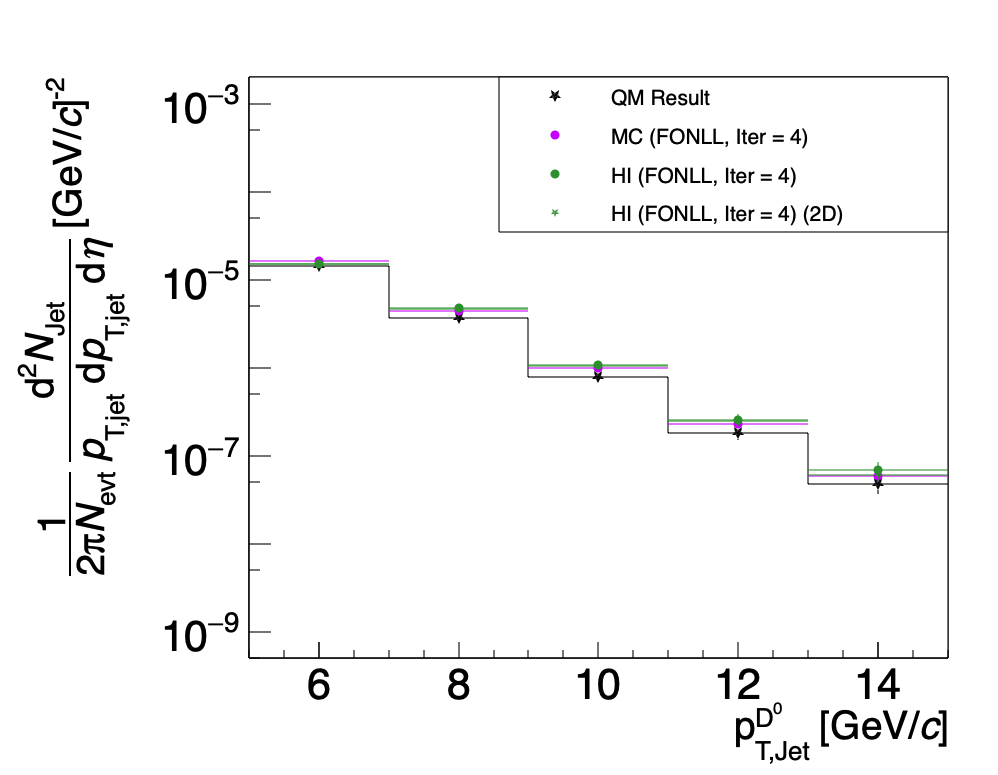 1/(2πN_evt p_T,jet) d²N_Jet/(dp_T,jet dη) [GeV/c]⁻²
10⁻³
10⁻⁵
10⁻⁷
10⁻⁹
QM Result
MC (FONLL, Iter = 4)
HI (FONLL, Iter = 4)
HI (FONLL, Iter = 4) (2D)
6 8 10 12 14
p_T,Jet^D⁰ [GeV/c]